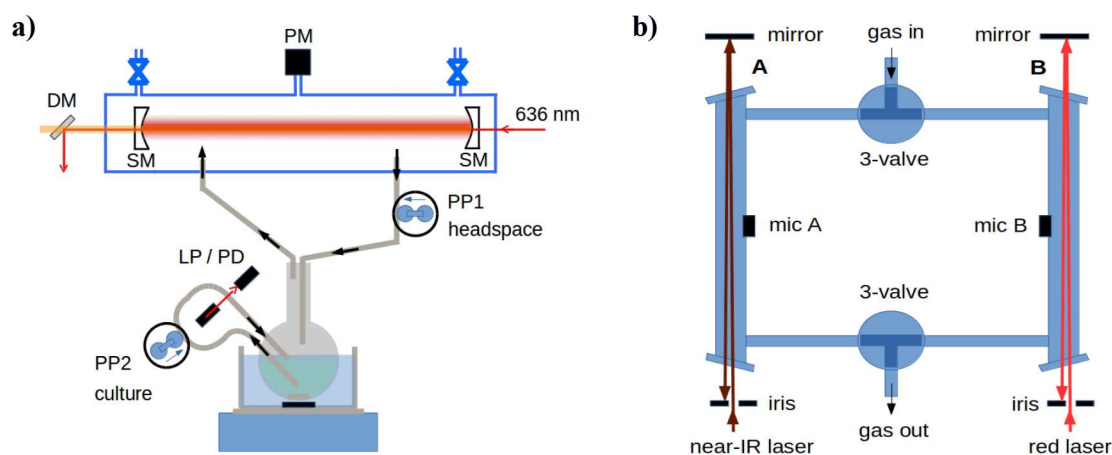 a)
PM
DM
636 nm
SM
SM
PP1
headspace
LP / PD
PP2
culture
b)
mirror
gas in
mirror
A
B
3-valve
mic A
mic B
3-valve
iris
iris
near-IR laser
gas out
red laser